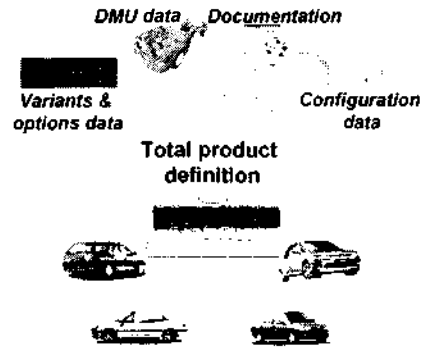 DMU data
Documentation
Variants &
options data
Configuration
data
Total product
definition